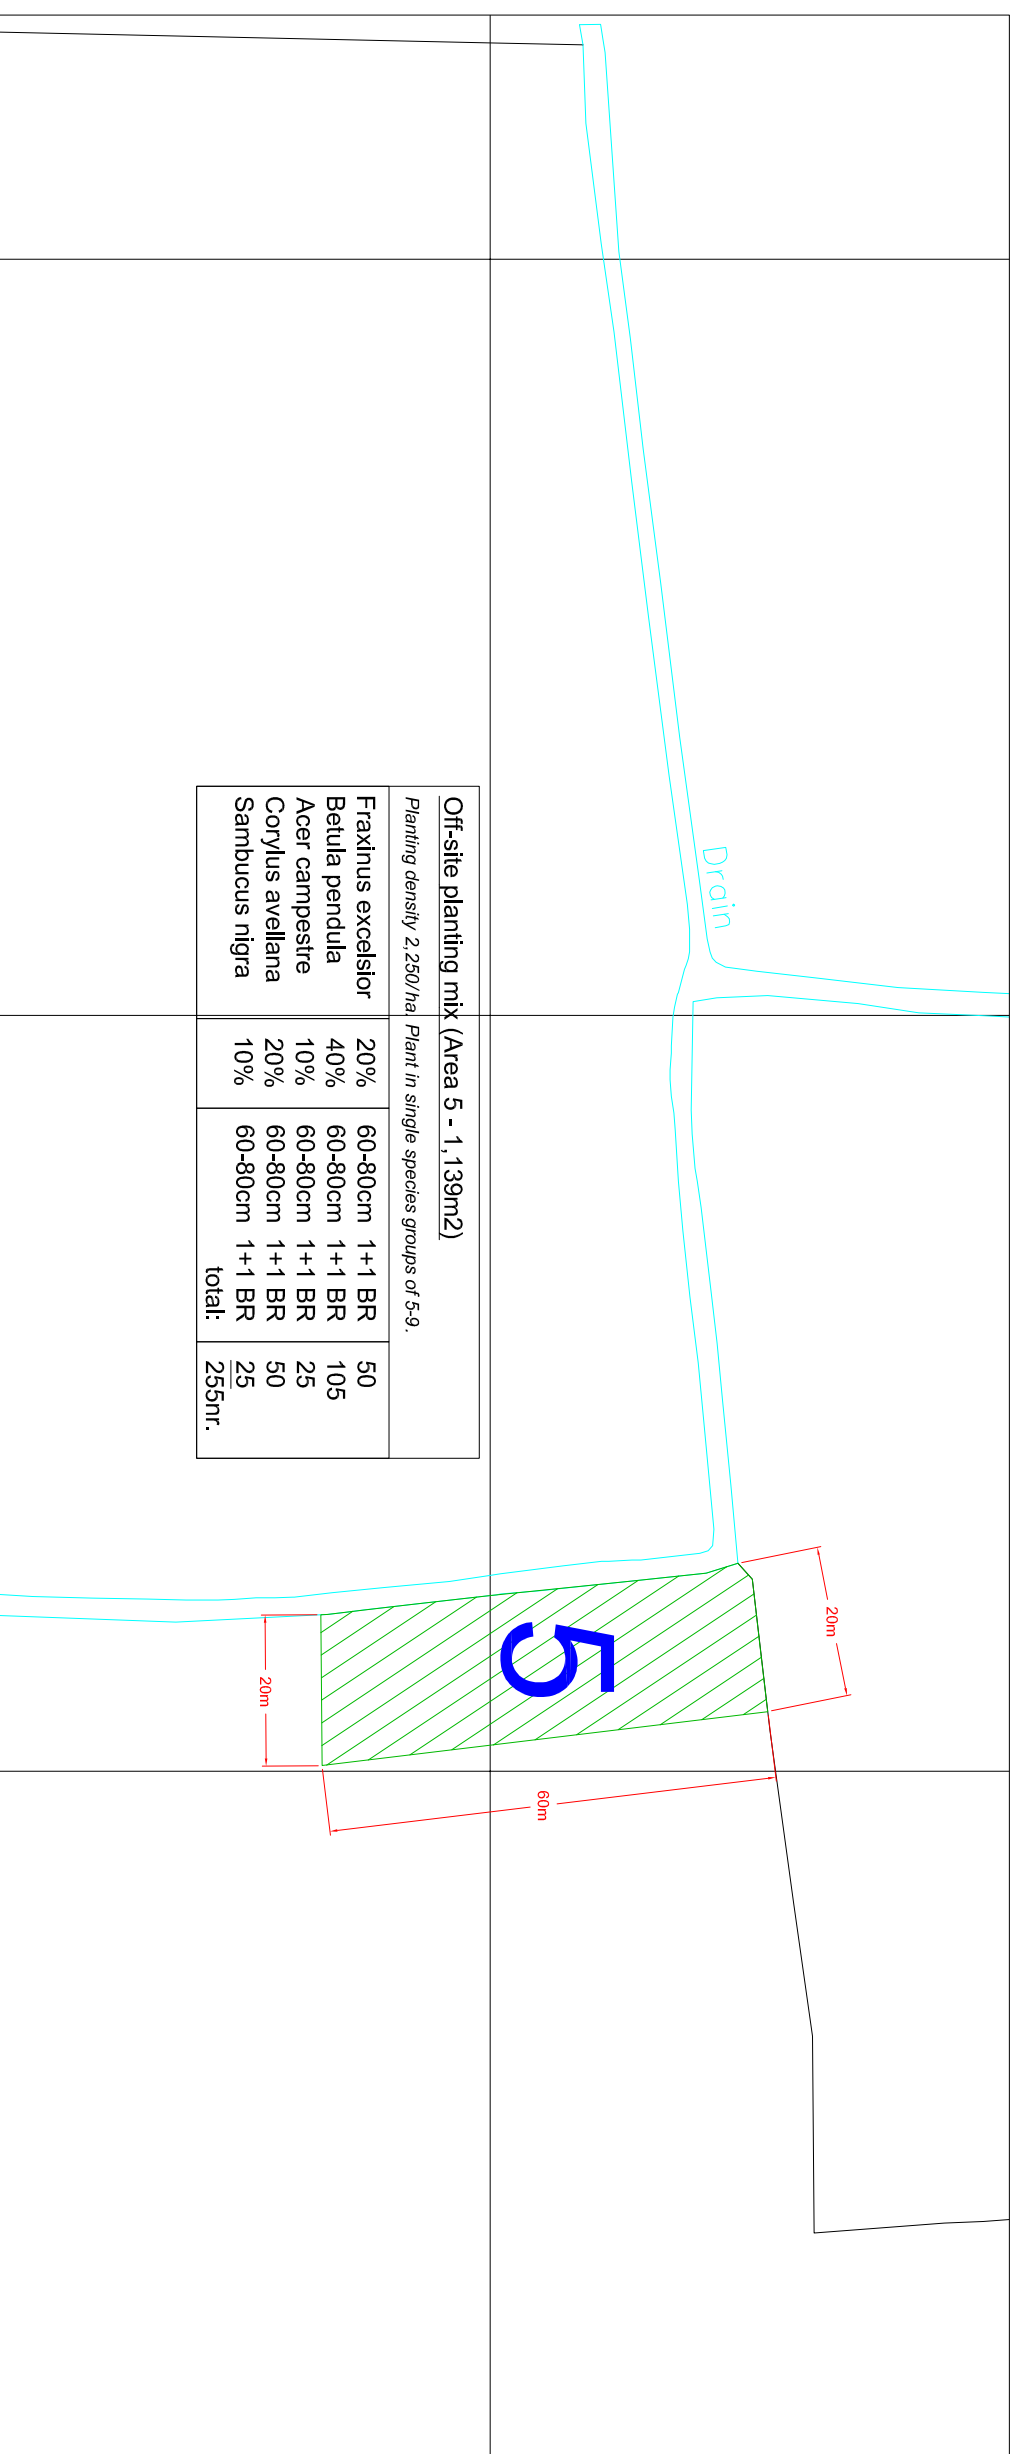 Drain
Off-site planting mix (Area 5 - 1,139m2)
Planting density 2,250/ha. Plant in single species groups of 5-9.
Fraxinus excelsior 20% 60-80cm 1+1 BR 50
Betula pendula 40% 60-80cm 1+1 BR 105
Acer campestre 10% 60-80cm 1+1 BR 25
Corylus avellana 20% 60-80cm 1+1 BR 50
Sambucus nigra 10% 60-80cm 1+1 BR 25
total: 255nr.
20m
5
20m
60m